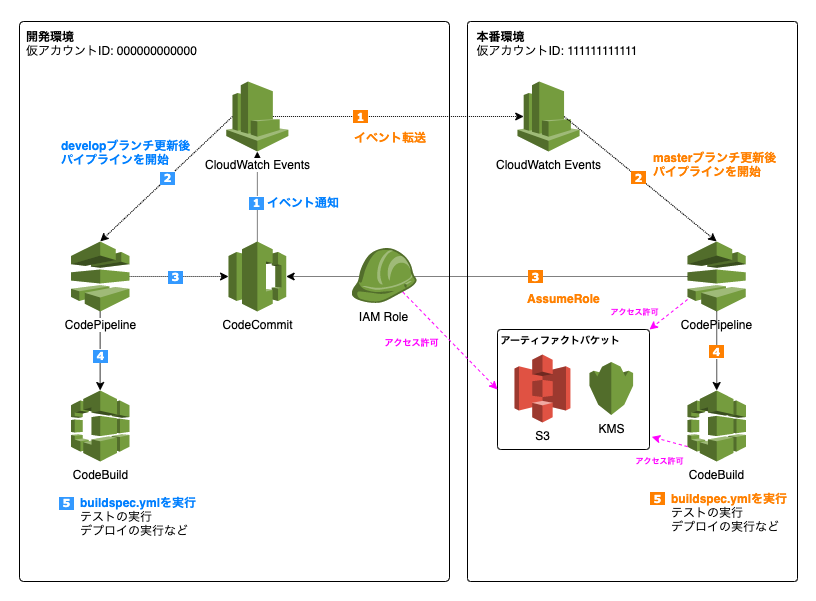 開発環境
仮アカウントID: 000000000000
CloudWatch Events
developブランチ更新後
パイプラインを開始
2
1 イベント通知
1
イベント転送
CodePipeline
3
CodeCommit
IAM Role
アクセス許可
4
CodeBuild
5 buildspec.ymlを実行
テストの実行
デプロイの実行など
本番環境
仮アカウントID: 111111111111
CloudWatch Events
masterブランチ更新後
パイプラインを開始
2
3
AssumeRole
CodePipeline
アクセス許可
アーティファクトバケット
S3
KMS
4
アクセス許可
CodeBuild
5 buildspec.ymlを実行
テストの実行
デプロイの実行など